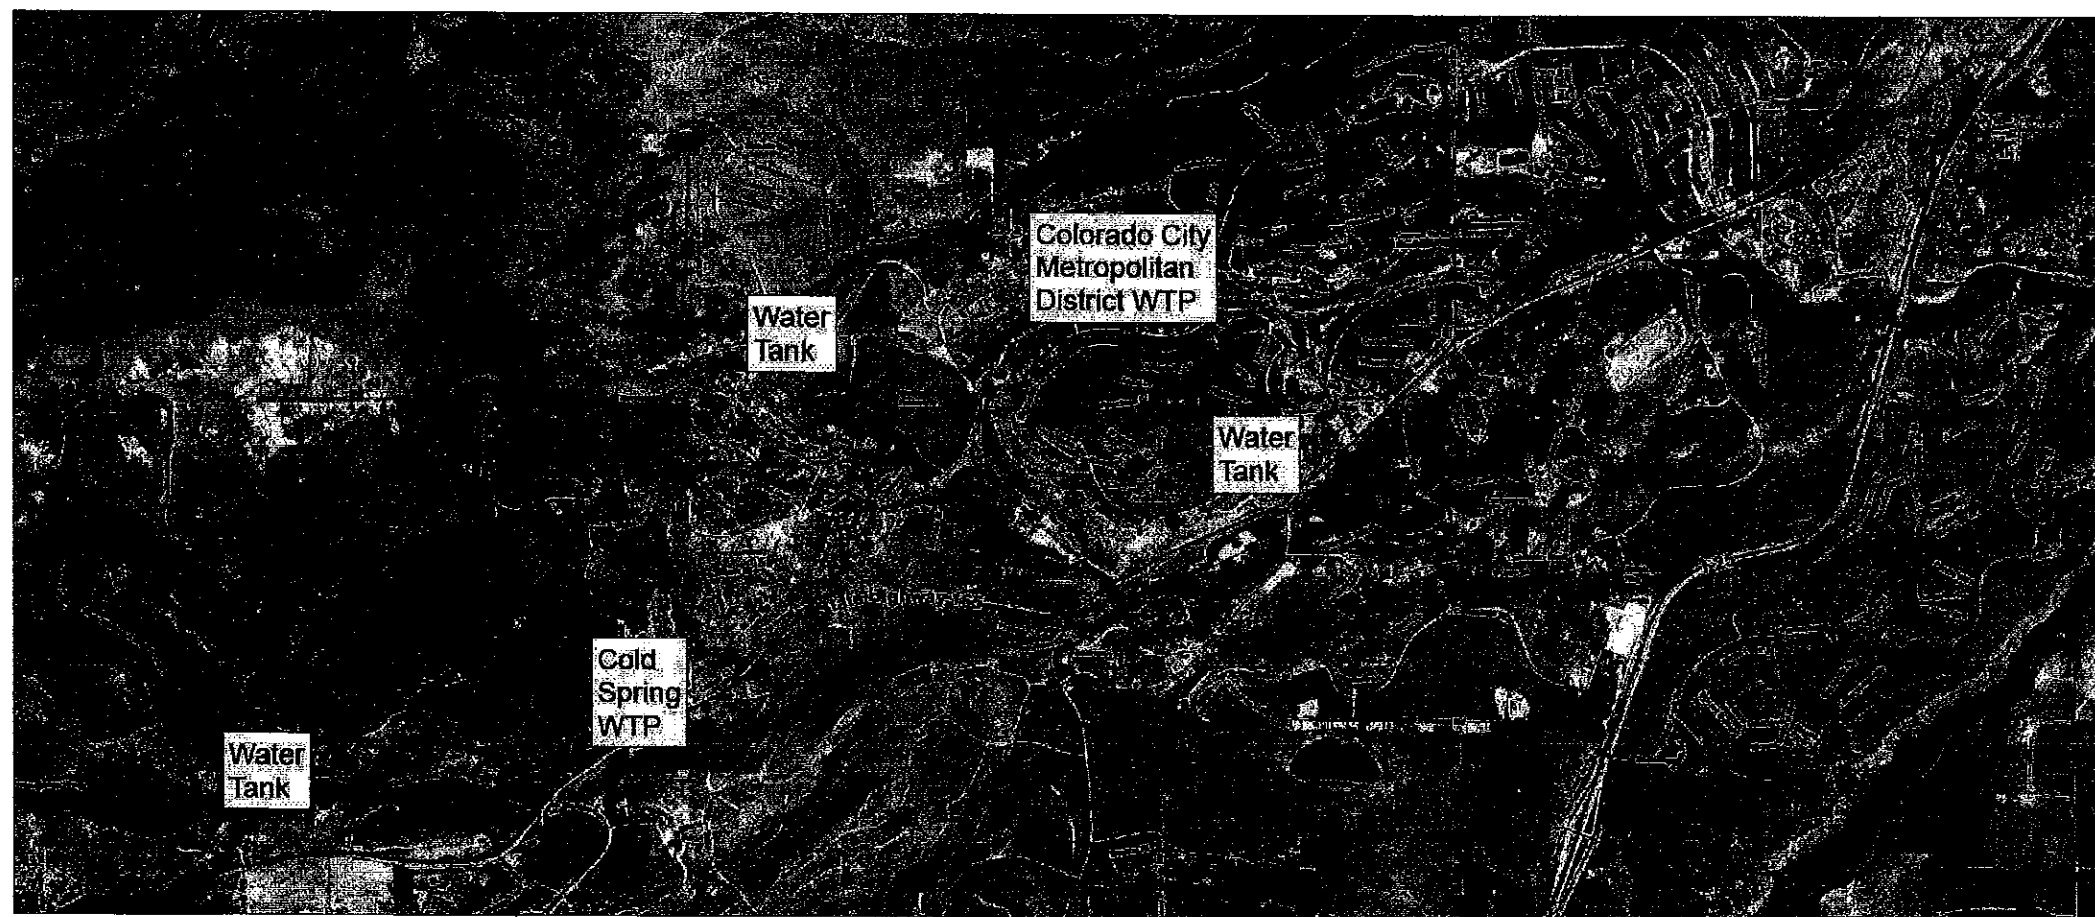 Colorado City
Metropolitan
District WTP
Water
Tank
Water
Tank
Cold
Spring
WTP
Water
Tank